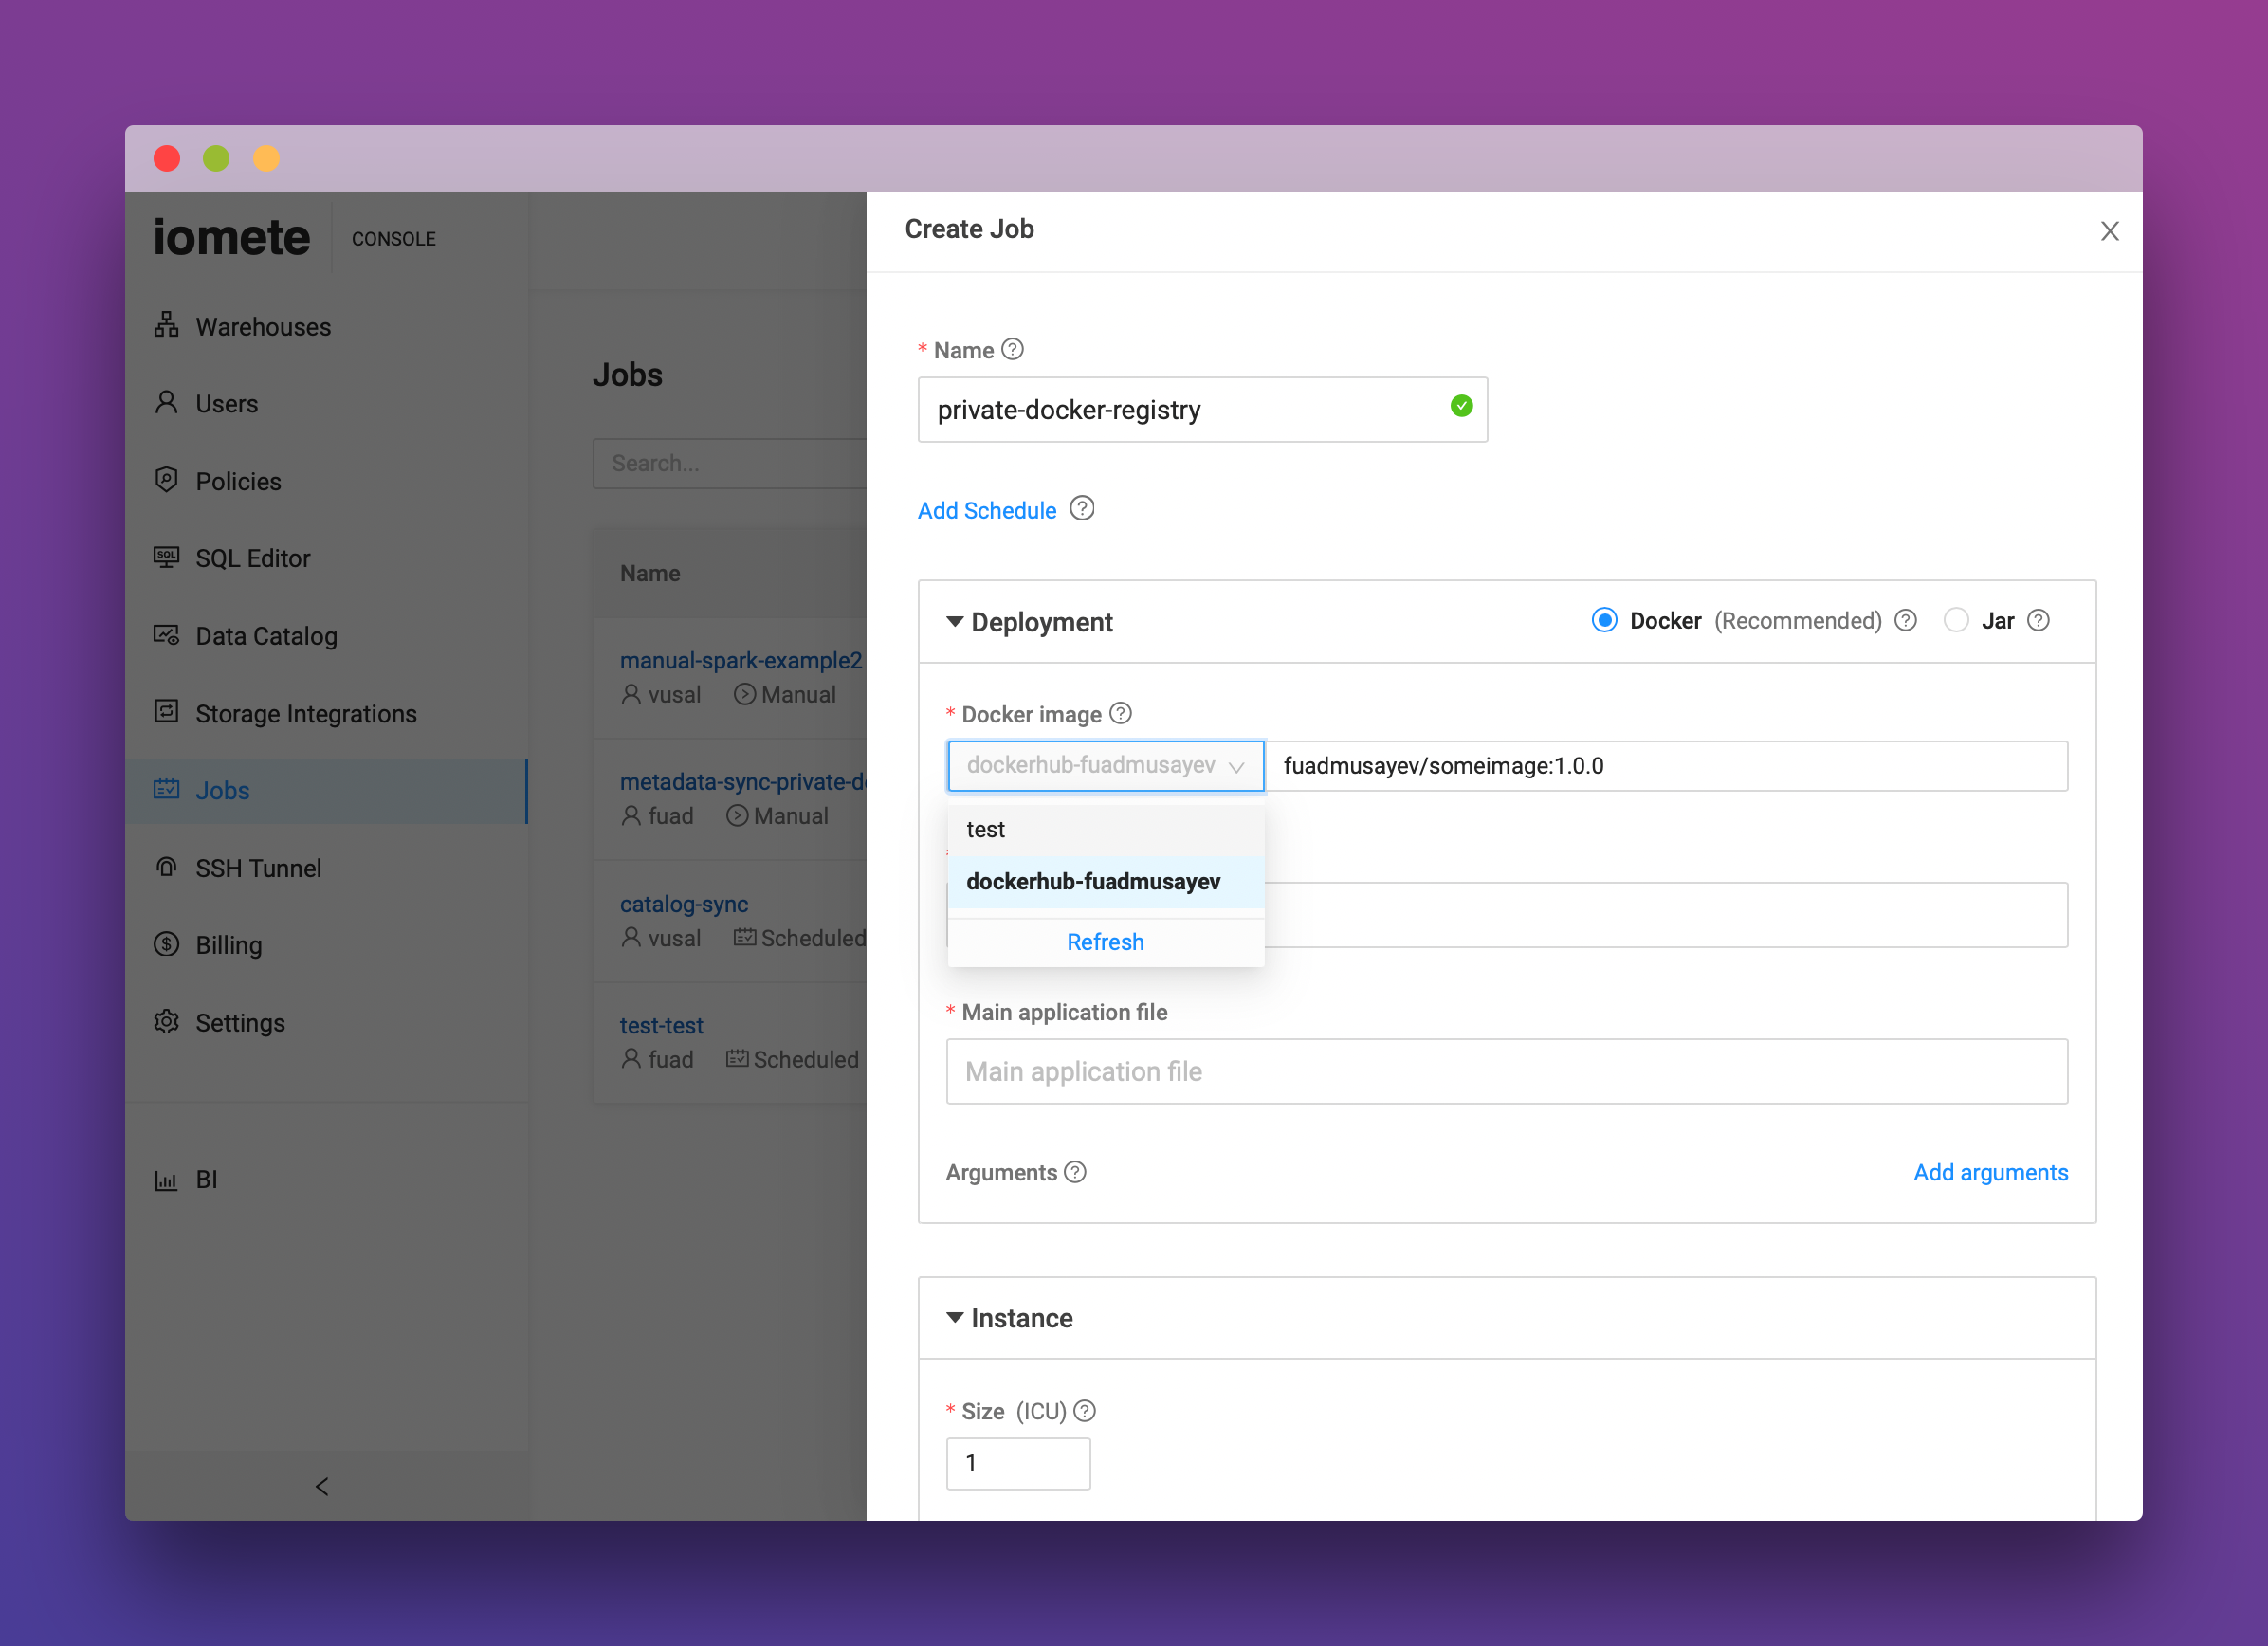 iomete
CONSOLE
Warehouses
Users
Policies
SQL Editor
Data Catalog
Storage Integrations
Jobs
SSH Tunnel
Billing
Settings
BI
Jobs
Search...
Name
manual-spark-example2
vusal Manual
metadata-sync-private-d
fuad Manual
catalog-sync
vusal Scheduled
test-test
fuad Scheduled
Create Job
* Name
private-docker-registry
Add Schedule
Deployment
Docker (Recommended) Jar
* Docker image
dockerhub-fuadmusayev fuadmusayev/someimage:1.0.0
test
dockerhub-fuadmusayev
Refresh
* Main application file
Main application file
Arguments Add arguments
Instance
* Size (ICU)
1